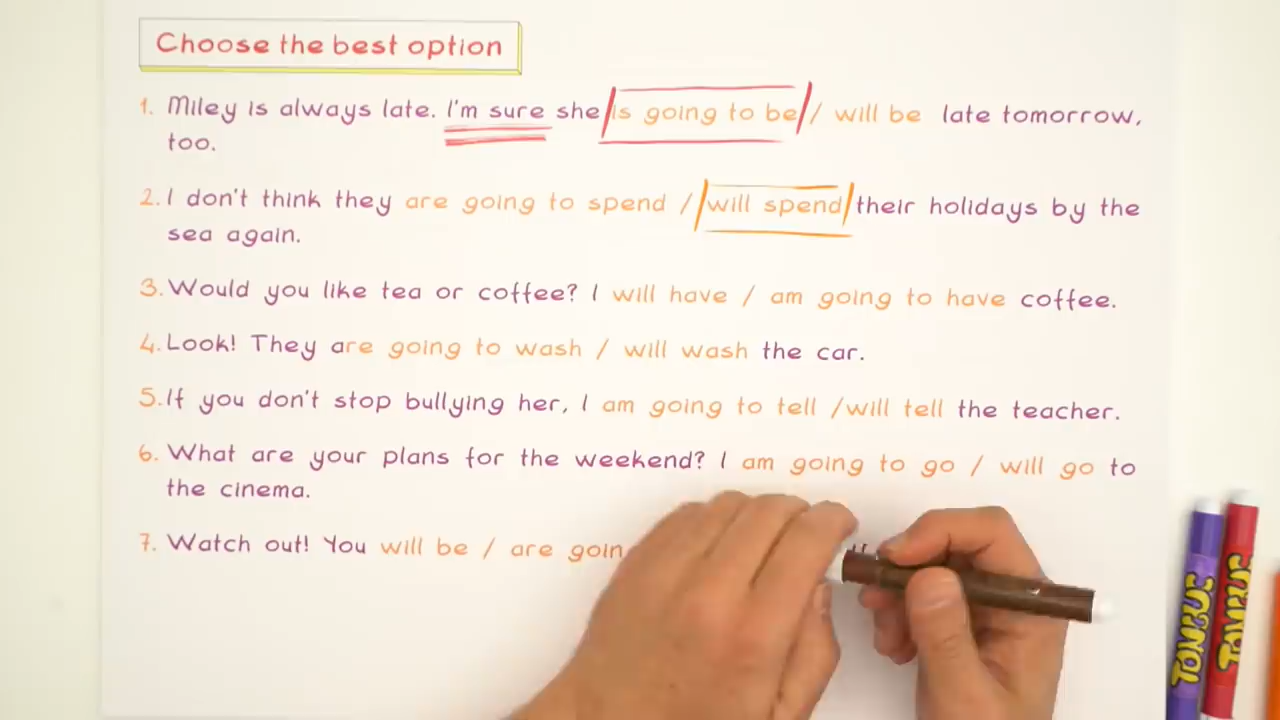 Choose the best option
1. Miley is always late. I'm sure she is going to be / will be late tomorrow,
too.
2. I don't think they are going to spend / will spend their holidays by the
sea again.
3. Would you like tea or coffee? I will have / am going to have coffee.
4. Look! They are going to wash / will wash the car.
5. If you don't stop bullying her, I am going to tell /will tell the teacher.
6. What are your plans for the weekend? I am going to go / will go to
the cinema.
7. Watch out! You will be / are